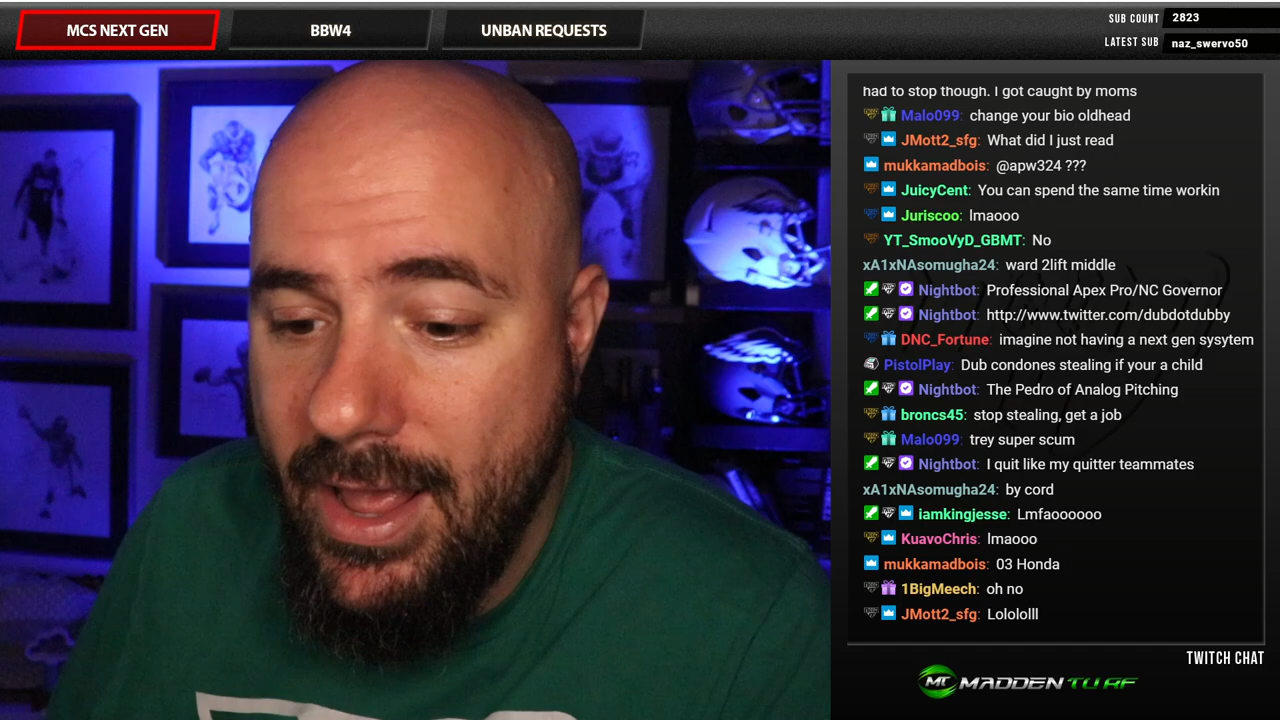 MCS NEXT GEN
BBW4
UNBAN REQUESTS
SUB COUNT 2823
LATEST SUB naz_swervo50
had to stop though. I got caught by moms
Malo099: change your bio oldhead
JMott2_sfg: What did I just read
mukkamadbois: @apw324 ???
JuicyCent: You can spend the same time workin
Juriscoo: lmaooo
YT_SmooVyD_GBMT: No
xA1xNAsomugha24: ward 2lift middle
Nightbot: Professional Apex Pro/NC Governor
Nightbot: http://www.twitter.com/dubdotdubby
DNC_Fortune: imagine not having a next gen sysytem
PistolPlay: Dub condones stealing if your a child
Nightbot: The Pedro of Analog Pitching
broncs45: stop stealing, get a job
Malo099: trey super scum
Nightbot: I quit like my quitter teammates
xA1xNAsomugha24: by cord
iamkingjesse: Lmfaoooooo
KuavoChris: lmaooo
mukkamadbois: 03 Honda
1BigMeech: oh no
JMott2_sfg: Lolololll
TWITCH CHAT
MT MADDEN TURF